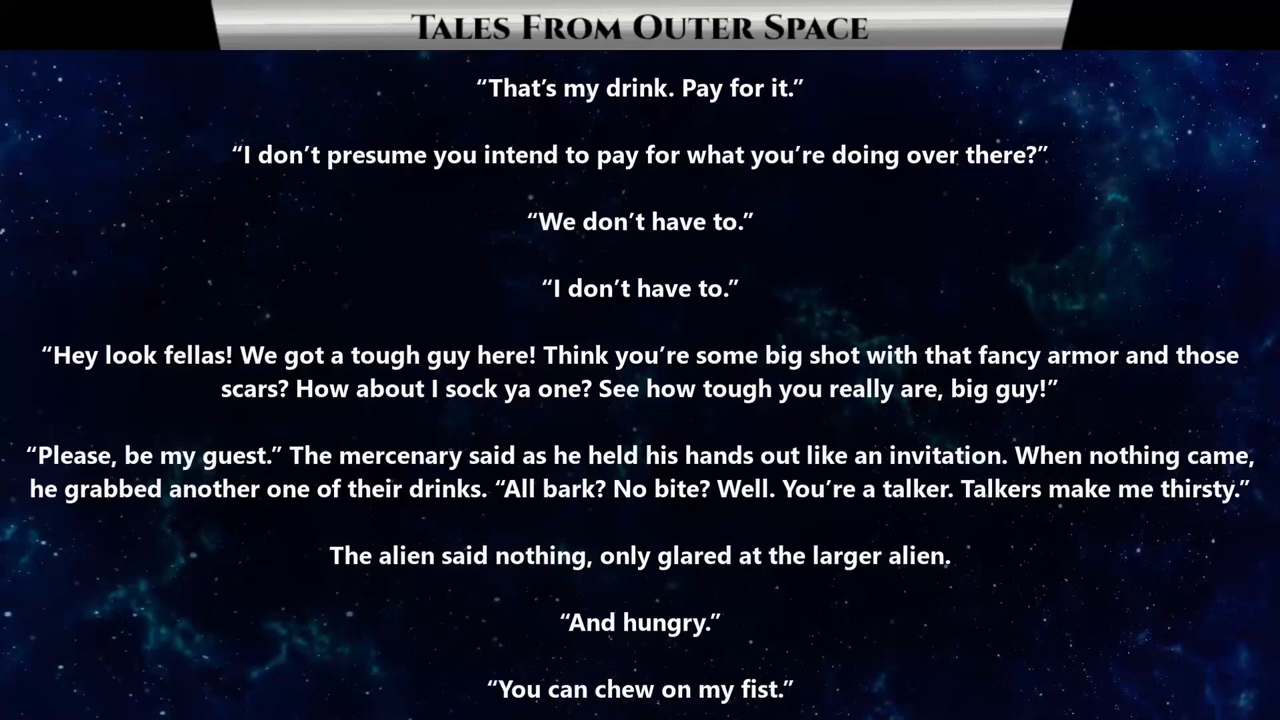 Tales From Outer Space
“That’s my drink. Pay for it.”
“I don’t presume you intend to pay for what you’re doing over there?”
“We don’t have to.”
“I don’t have to.”
“Hey look fellas! We got a tough guy here! Think you’re some big shot with that fancy armor and those
scars? How about I sock ya one? See how tough you really are, big guy!”
“Please, be my guest.” The mercenary said as he held his hands out like an invitation. When nothing came,
he grabbed another one of their drinks. “All bark? No bite? Well. You’re a talker. Talkers make me thirsty.”
The alien said nothing, only glared at the larger alien.
“And hungry.”
“You can chew on my fist.”